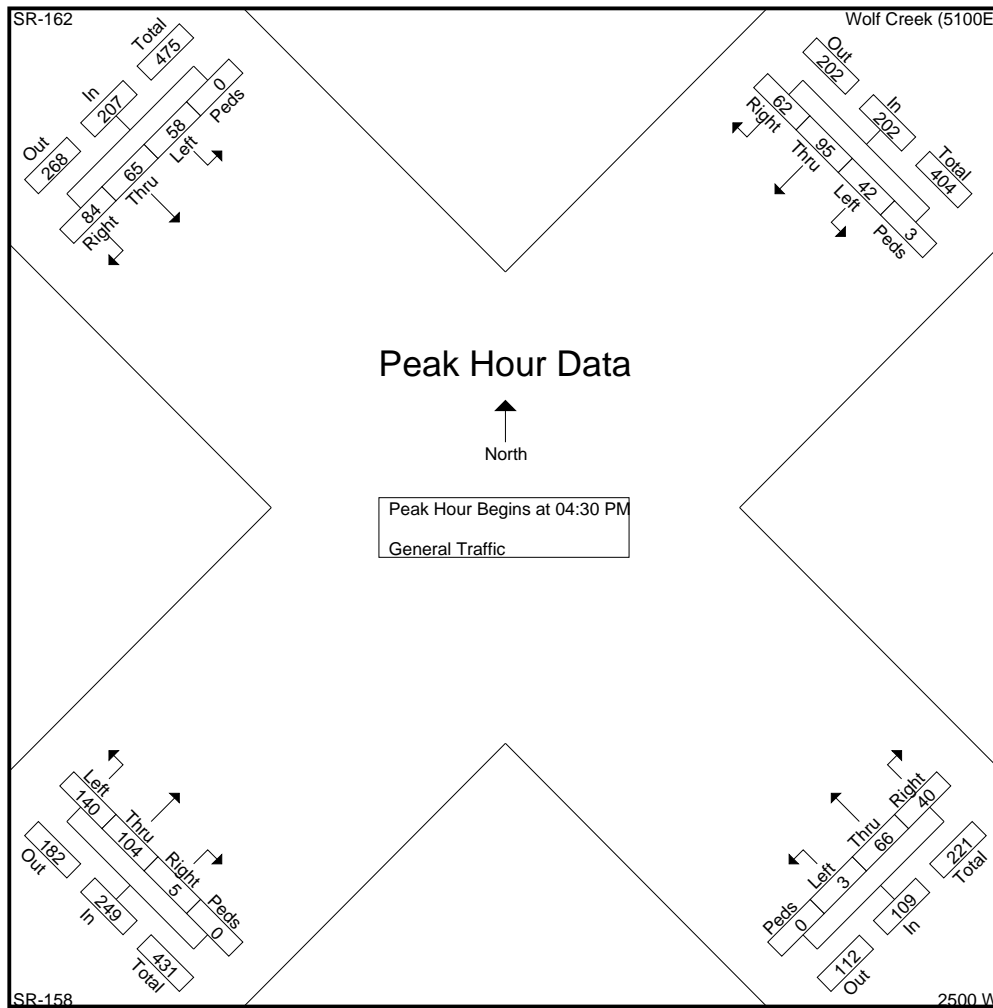 SR-162
Wolf Creek (5100E
Out
In
Total
268
207
475
84
65
58
0
Right
Thru
Left
Peds
Out
In
Total
202
202
404
62
95
42
3
Right
Thru
Left
Peds
Peak Hour Data
North
Peak Hour Begins at 04:30 PM
General Traffic
Left
Thru
Right
Peds
140
104
5
0
182
249
431
Out
In
Total
SR-158
Peds
Left
Thru
Right
0
3
66
40
112
109
221
Out
In
Total
2500 W